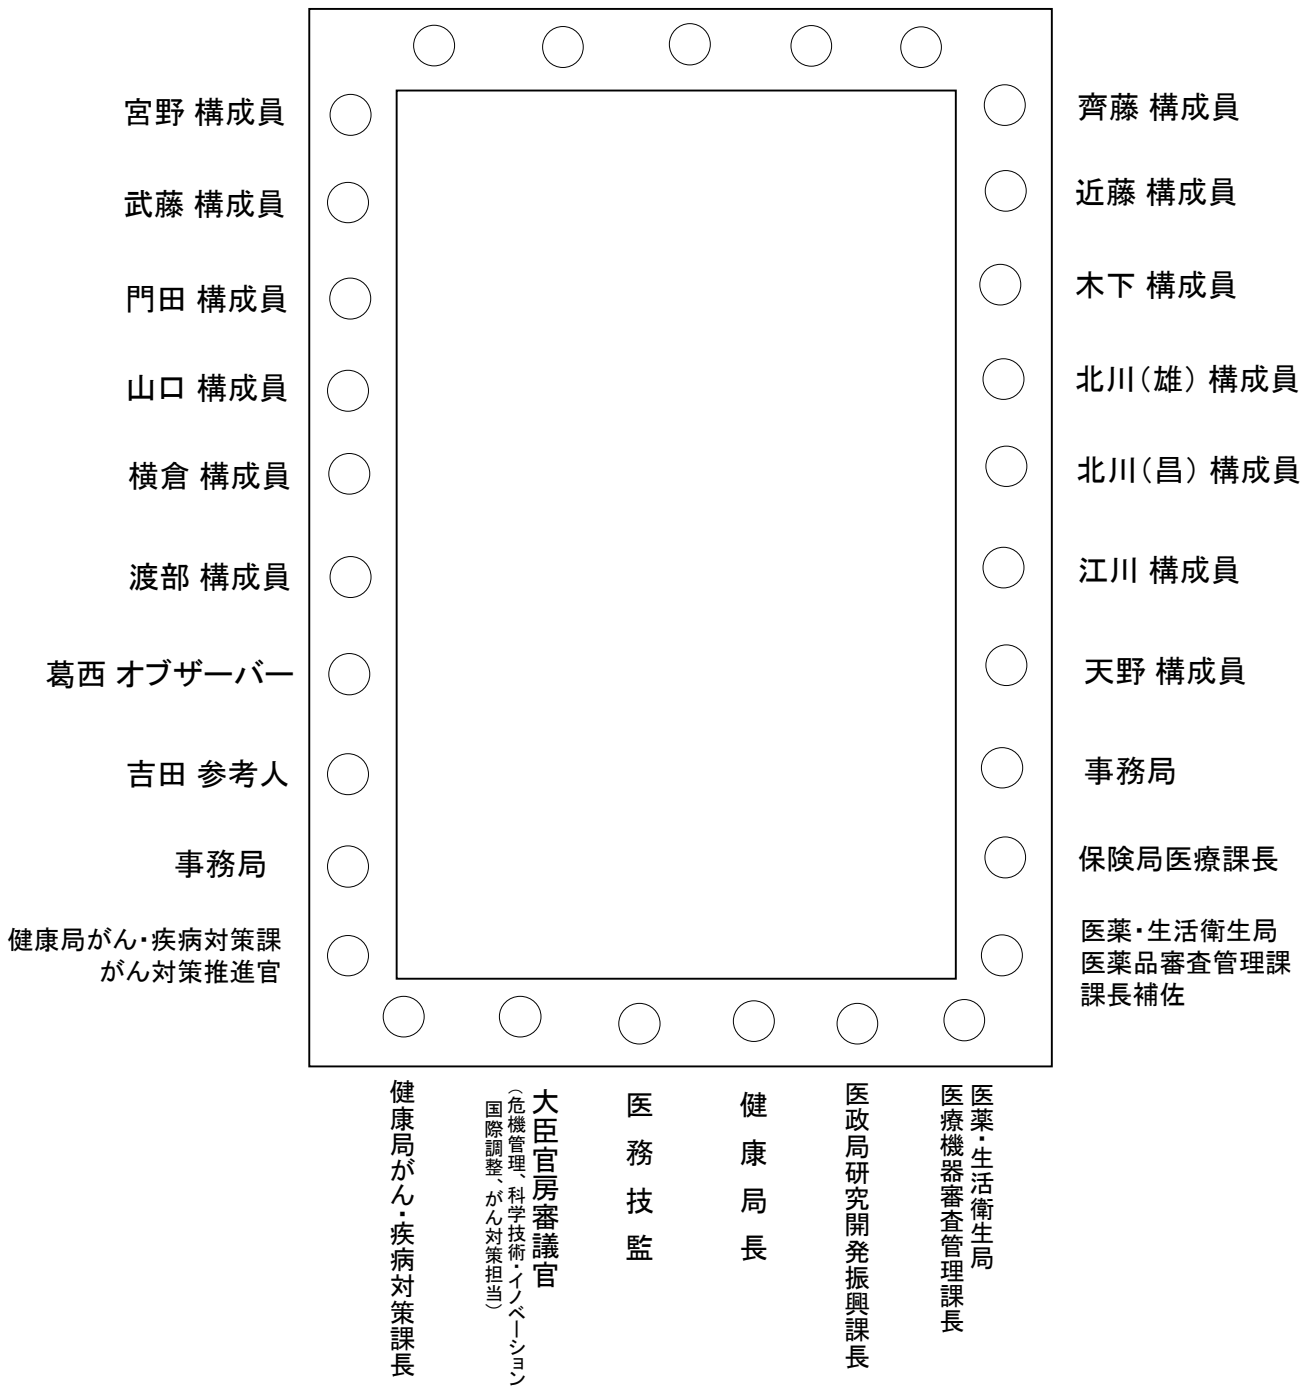 宮野 構成員
武藤 構成員
門田 構成員
山口 構成員
横倉 構成員
渡部 構成員
葛西 オブザーバー
吉田 参考人
事務局
健康局がん・疾病対策課
がん対策推進官
齊藤 構成員
近藤 構成員
木下 構成員
北川（雄） 構成員
北川（昌） 構成員
江川 構成員
天野 構成員
事務局
保険局医療課長
医薬・生活衛生局
医薬品審査管理課
課長補佐
健康局がん・疾病対策課長
大臣官房審議官
（危機管理、科学技術・イノベーション
国際調整、がん対策担当）
医務技監
健康局長
医政局研究開発振興課長
医薬・生活衛生局
医療機器審査管理課長